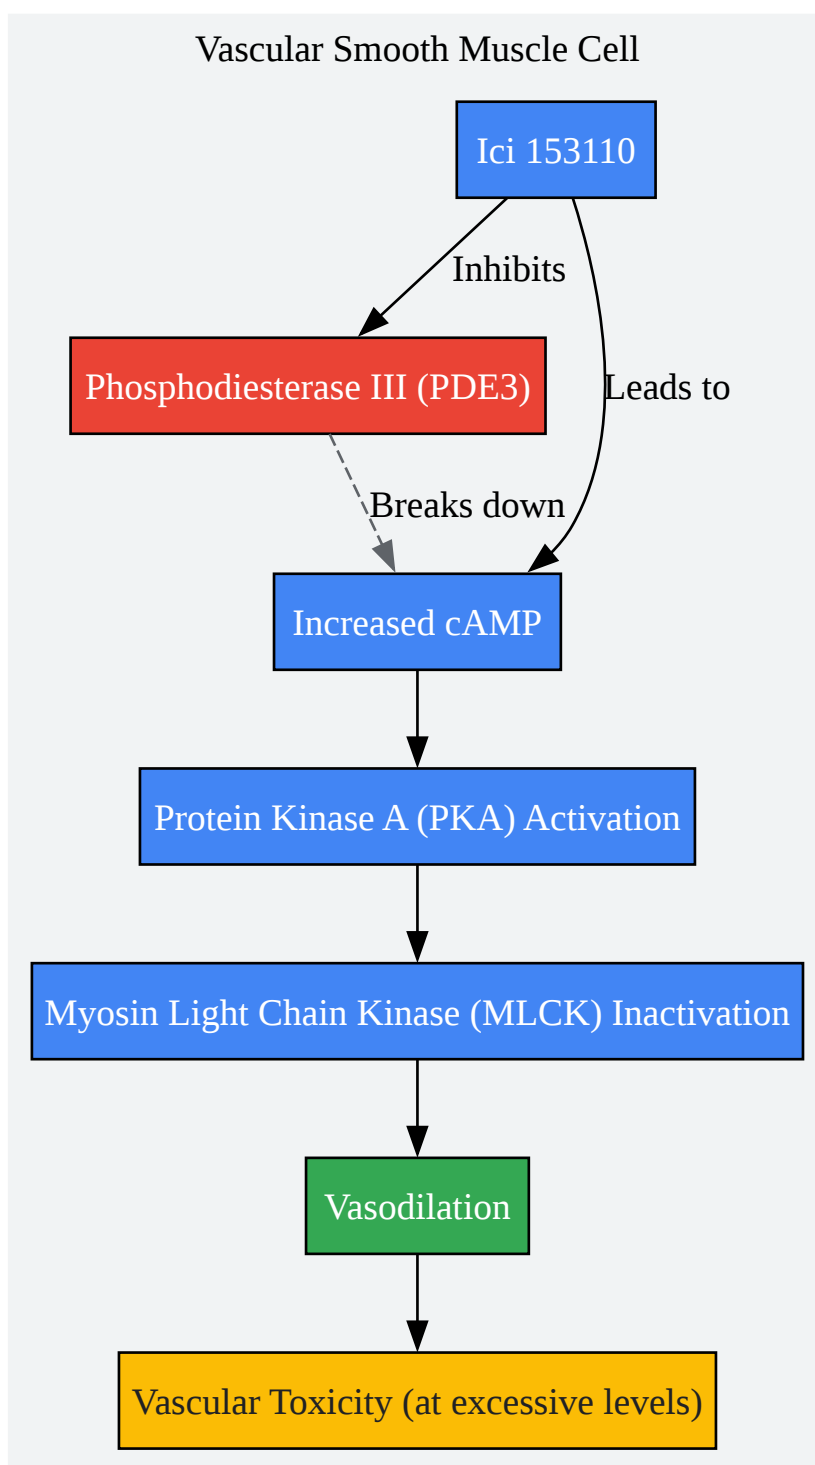 Vascular Smooth Muscle Cell
Ici 153110
Inhibits
Phosphodiesterase III (PDE3)
Leads to
Breaks down
Increased cAMP
Protein Kinase A (PKA) Activation
Myosin Light Chain Kinase (MLCK) Inactivation
Vasodilation
Vascular Toxicity (at excessive levels)